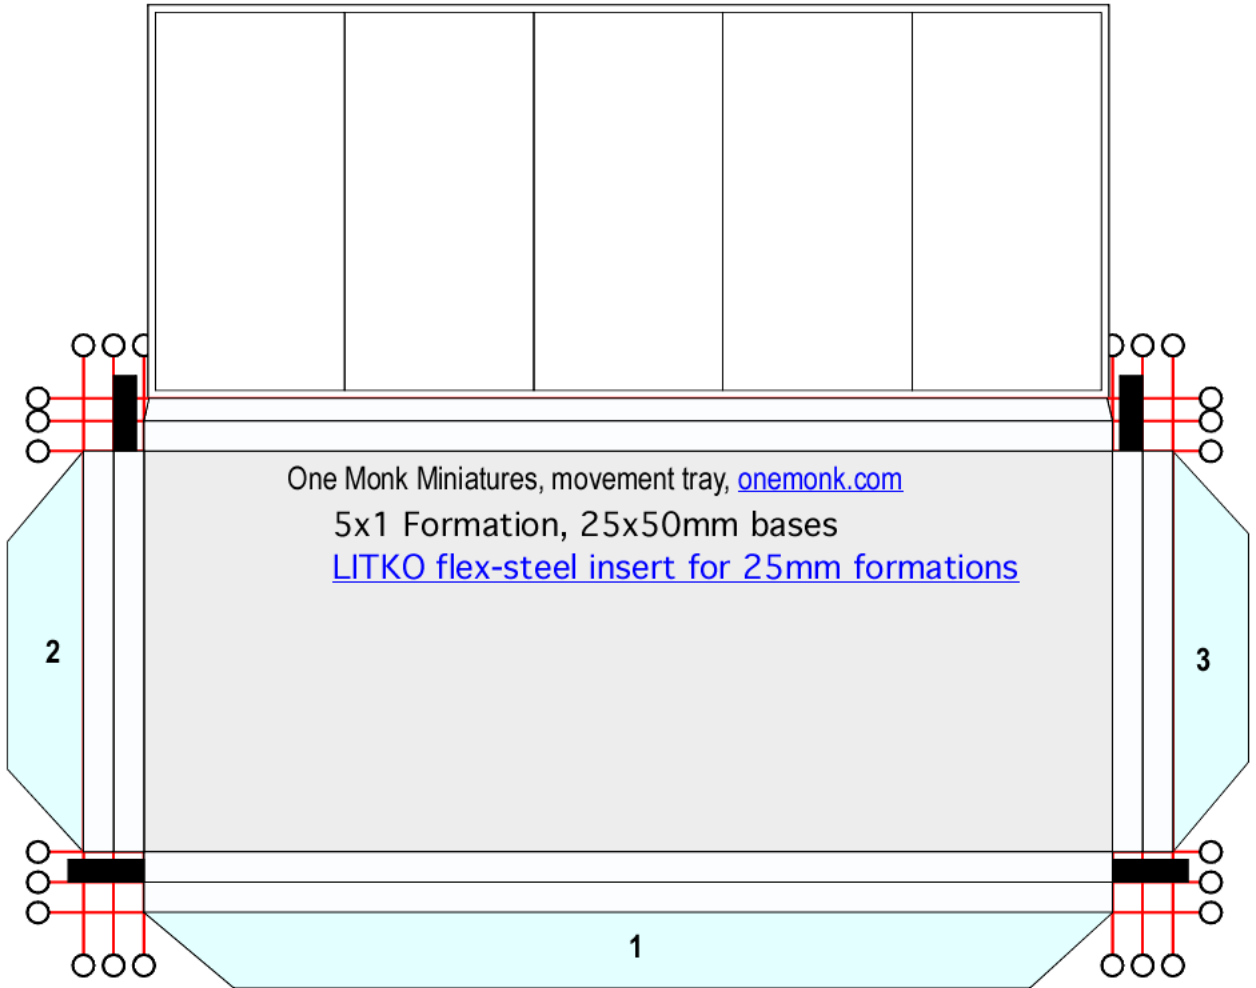 One Monk Miniatures, movement tray, onemonk.com
5x1 Formation, 25x50mm bases
LITKO flex-steel insert for 25mm formations
2
3
1